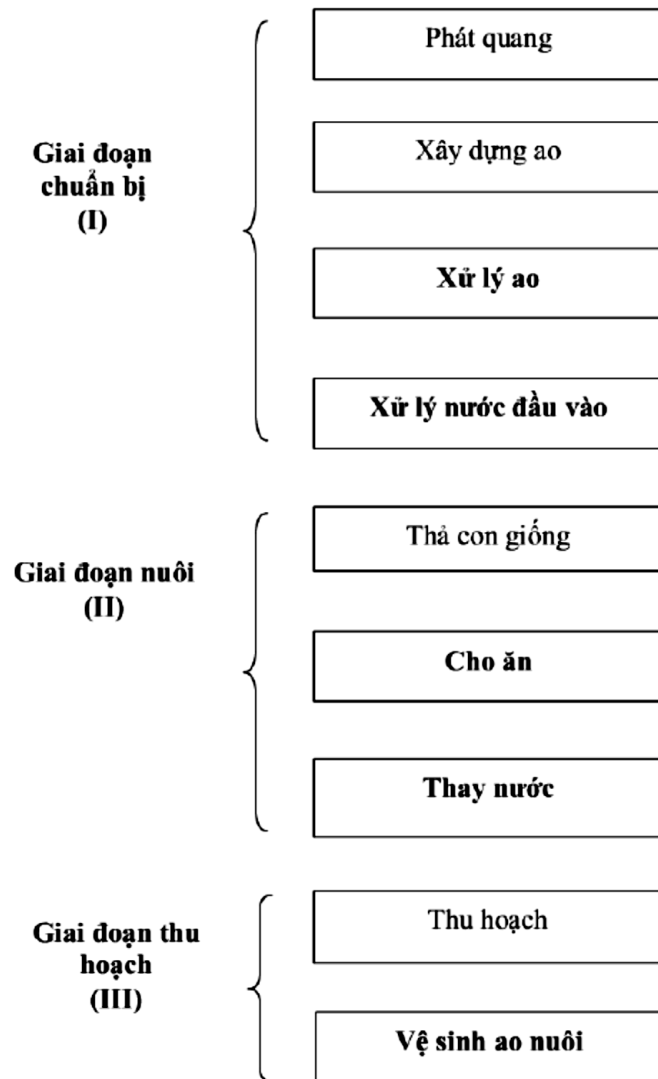 Phát quang
Xây dựng ao
Giai đoạn
chuẩn bị
(I)
Xử lý ao
Xử lý nước đầu vào
Thả con giống
Giai đoạn nuôi
(II)
Cho ăn
Thay nước
Thu hoạch
Giai đoạn thu
hoạch
(III)
Vệ sinh ao nuôi